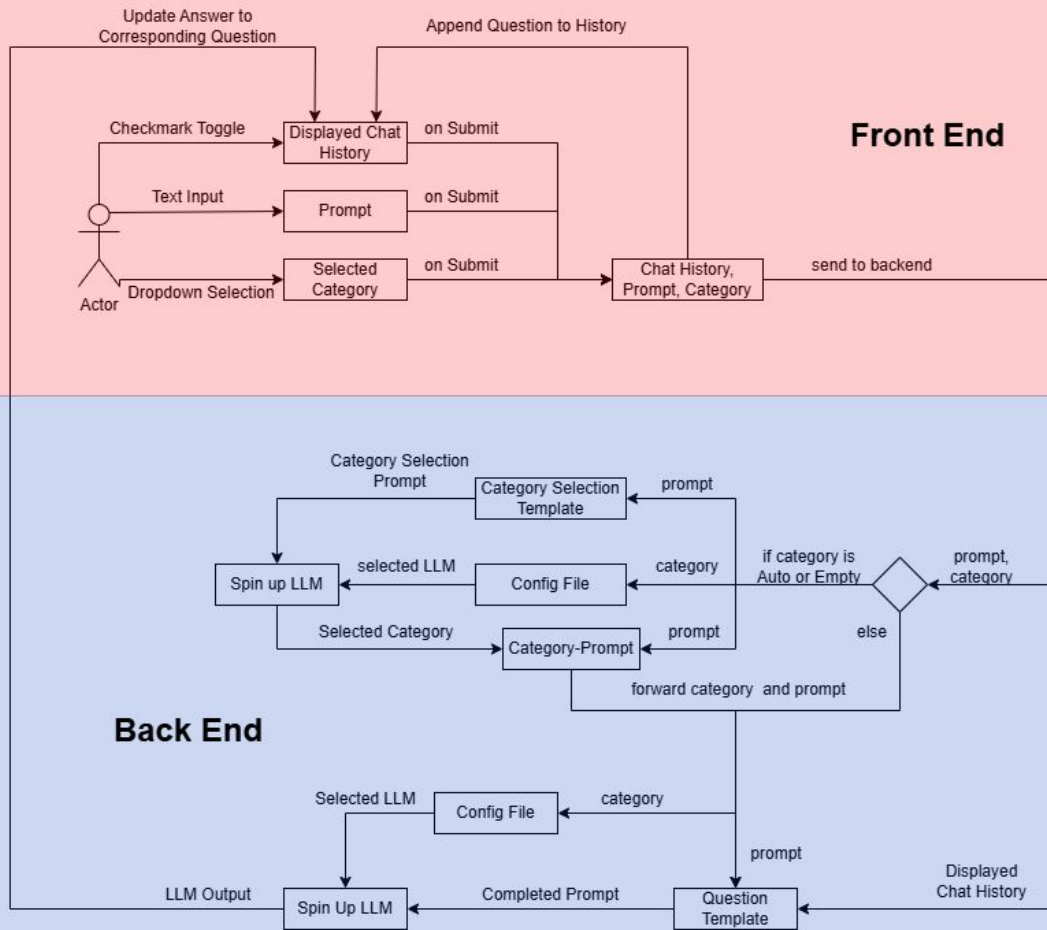 Update Answer to
Corresponding Question
Append Question to History
Checkmark Toggle
Displayed Chat
History
on Submit
Front End
Text Input
Prompt
on Submit
Actor
Dropdown Selection
Selected
Category
on Submit
Chat History,
Prompt, Category
send to backend
Category Selection
Prompt
Category Selection
Template
prompt
Spin up LLM
selected LLM
Config File
category
if category is
Auto or Empty
prompt,
category
Selected Category
Category-Prompt
prompt
else
forward category and prompt
Back End
Selected LLM
Config File
category
prompt
LLM Output
Spin Up LLM
Completed Prompt
Question
Template
Displayed
Chat History